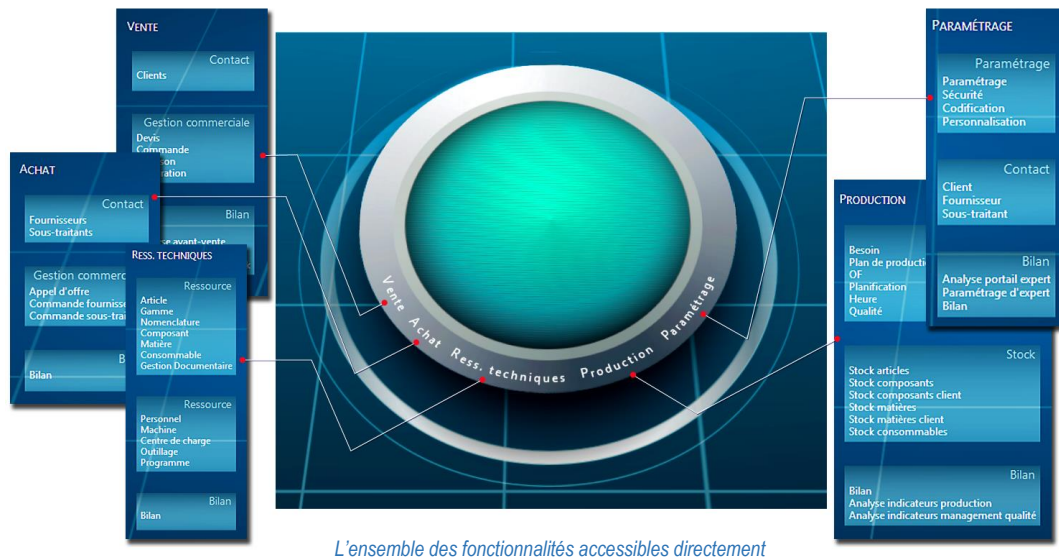 VENTE
Contact
Clients
Gestion commerciale
Devis
Commande
Bilan
avant-vente
ACHAT
Contact
Fournisseurs
Sous-traitants
Gestion
Appel d'offre
Commande
Commande
Bilan
RESS. TECHNIQUES
Ressource
Article
Gamme
Nomenclature
Composant
Matière
Consommable
Gestion Documentaire
Ressource
Personnel
Machine
Centre de charge
Outillage
Programme
Bilan
Bilan
Vente Achat Ress. techniques Production Paramétrage
PARAMÉTRAGE
Paramétrage
Paramétrage
Sécurité
Codification
Personnalisation
Contact
Client
Fournisseur
Sous-traitant
Bilan
Analyse portail expert
Paramétrage d'expert
Bilan
PRODUCTION
Besoin
Plan de
OF
Planification
Heure
Qualité
Stock
Stock articles
Stock composants
Stock composants client
Stock matières
Stock matières client
Stock consommables
Bilan
Bilan
Analyse indicateurs production
Analyse indicateurs management qualité
L'ensemble des fonctionnalités accessibles directement